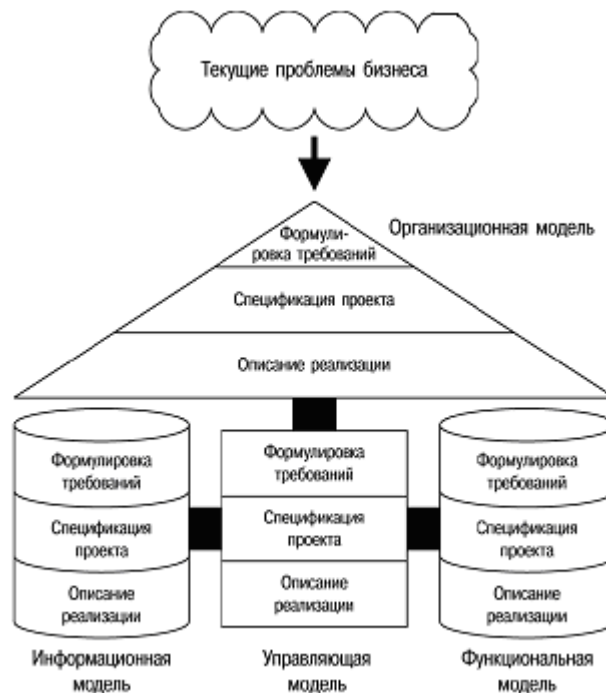 Текущие проблемы бизнеса
Организационная модель
Формули-
ровка требований
Спецификация проекта
Описание реализации
Формулировка
требований
Спецификация
проекта
Описание
реализации
Информационная
модель
Формулировка
требований
Спецификация
проекта
Описание
реализации
Управляющая
модель
Формулировка
требований
Спецификация
проекта
Описание
реализации
Функциональная
модель